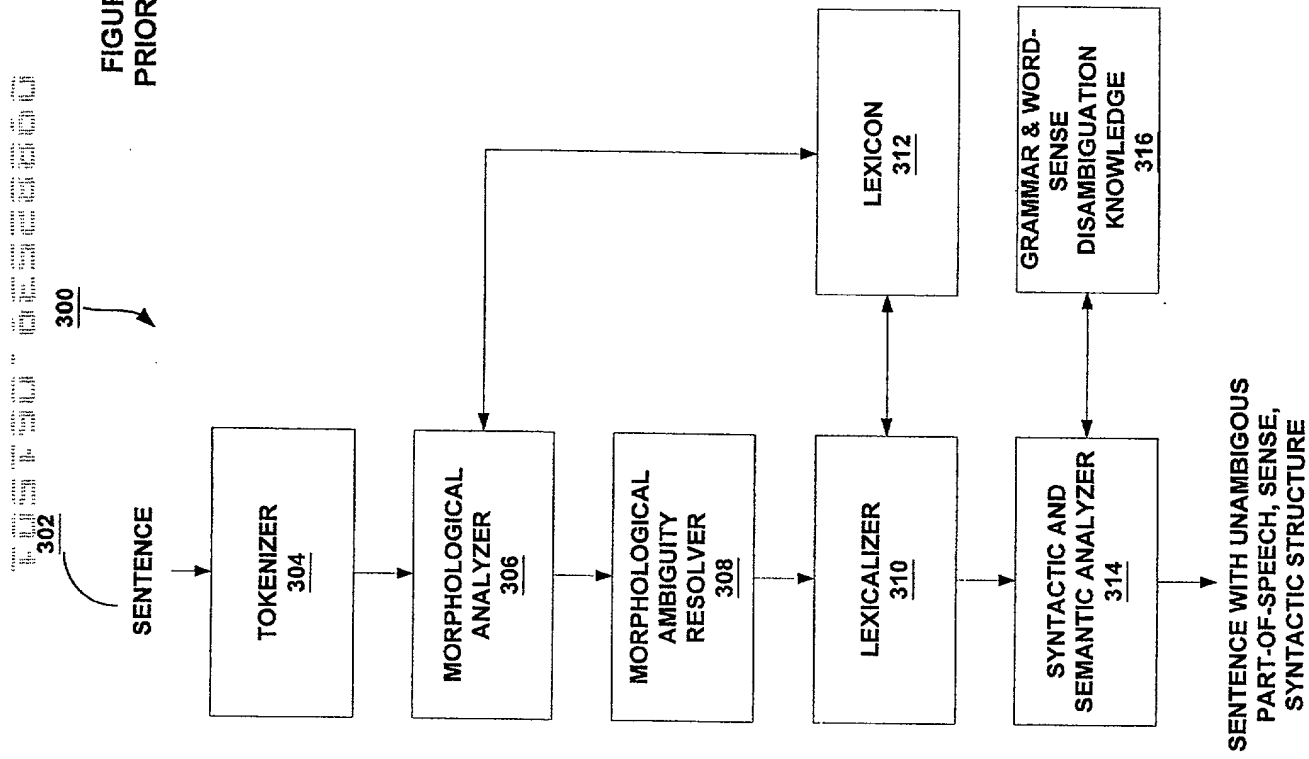 FIGU
PRIOR
300
302
SENTENCE
TOKENIZER
304
MORPHOLOGICAL
ANALYZER
306
MORPHOLOGICAL
AMBIGUITY
RESOLVER
308
LEXICALIZER
310
LEXICON
312
SYNTACTIC AND
SEMANTIC ANALYZER
314
GRAMMAR & WORD-
SENSE
DISAMBIGUATION
KNOWLEDGE
316
SENTENCE WITH UNAMBIGOUS
PART-OF-SPEECH, SENSE,
SYNTACTIC STRUCTURE